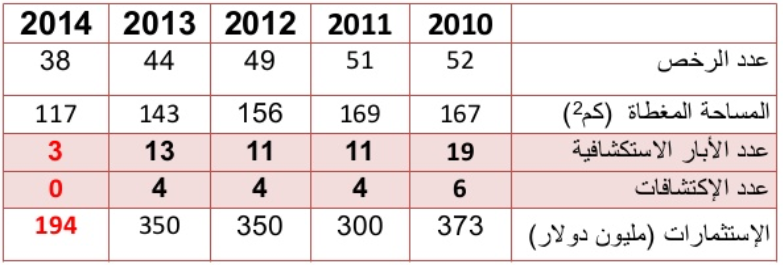 2010 2011 2012 2013 2014
عدد الرخص 52 51 49 44 38
المساحة المغطاة (كم2) 167 169 156 143 117
عدد الأبار الاستكشافية 19 11 11 13 3
عدد الإكتشافات 6 4 4 4 0
الإستثمارات (مليون دولار) 373 300 350 350 194